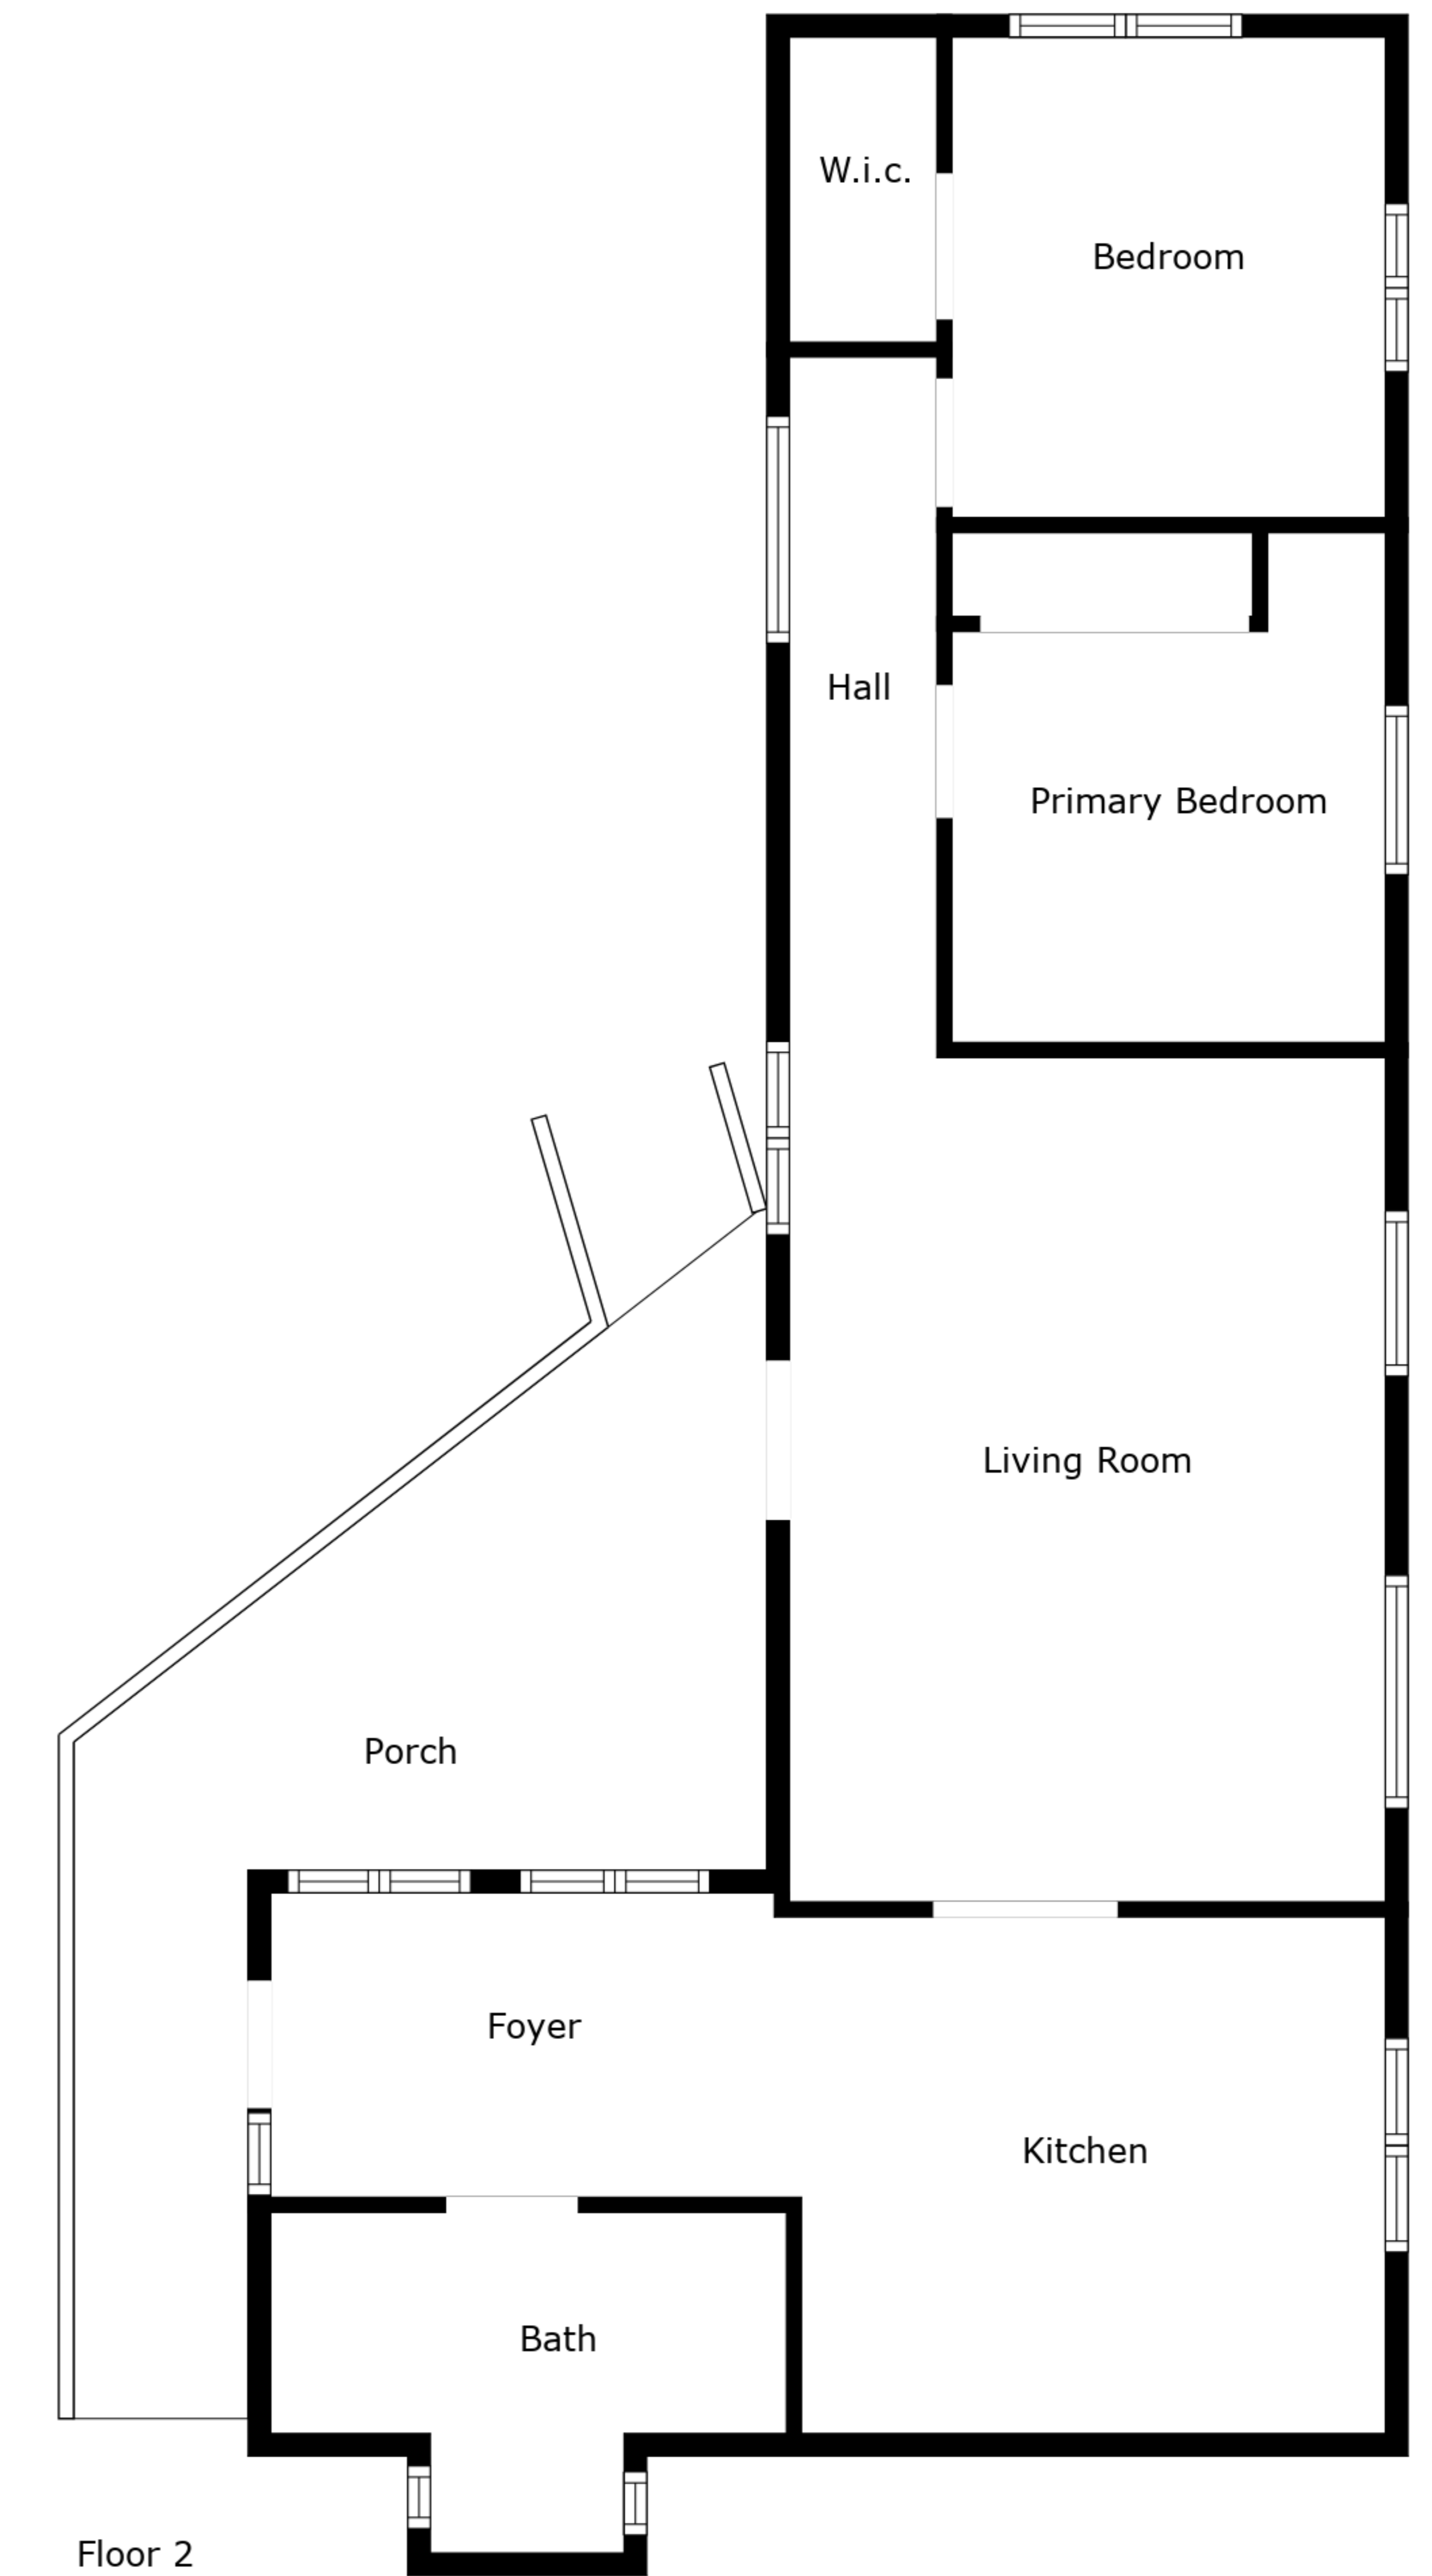 W.i.c.
Bedroom
Hall
Primary Bedroom
Living Room
Porch
Foyer
Kitchen
Bath
Floor 2